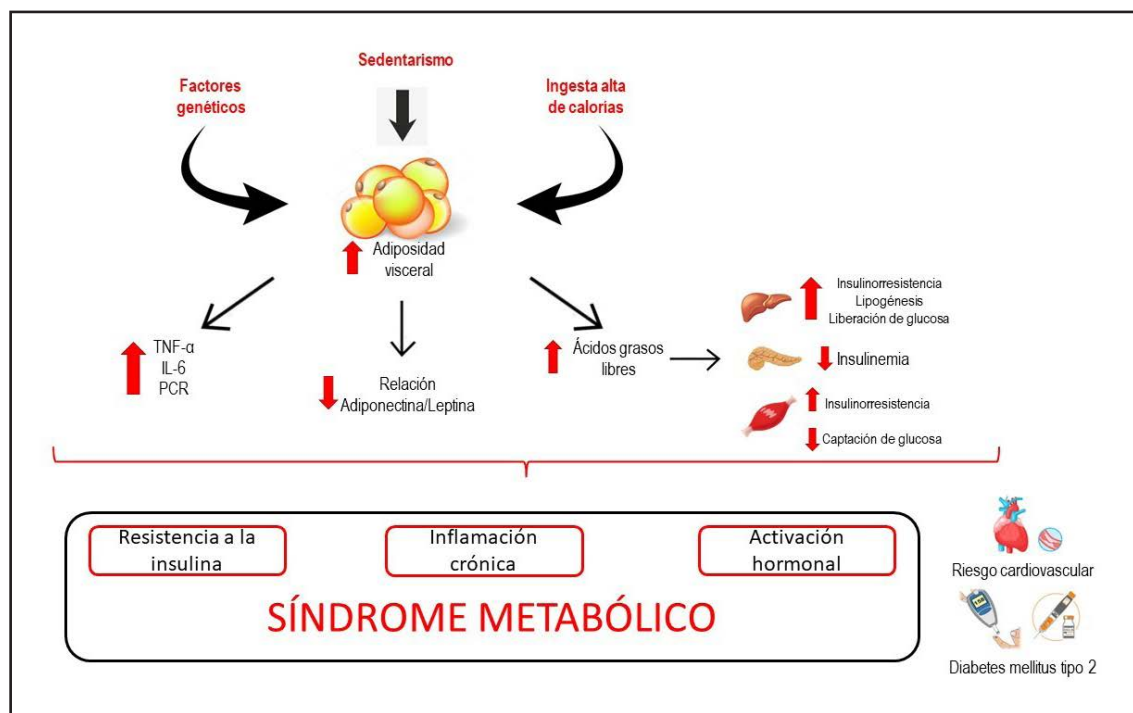 Sedentarismo
Factores
genéticos
Ingesta alta
de calorias
Adiposidad
visceral
TNF-α
IL-6
PCR
Relación
Adiponectina/Leptina
Ácidos grasos
libres
Insulinorresistencia
Lipogénesis
Liberación de glucosa
Insulinemia
Insulinorresistencia
Captación de glucosa
Resistencia a la
insulina
Inflamación
crónica
Activación
hormonal
SÍNDROME METABÓLICO
Riesgo cardiovascular
Diabetes mellitus tipo 2